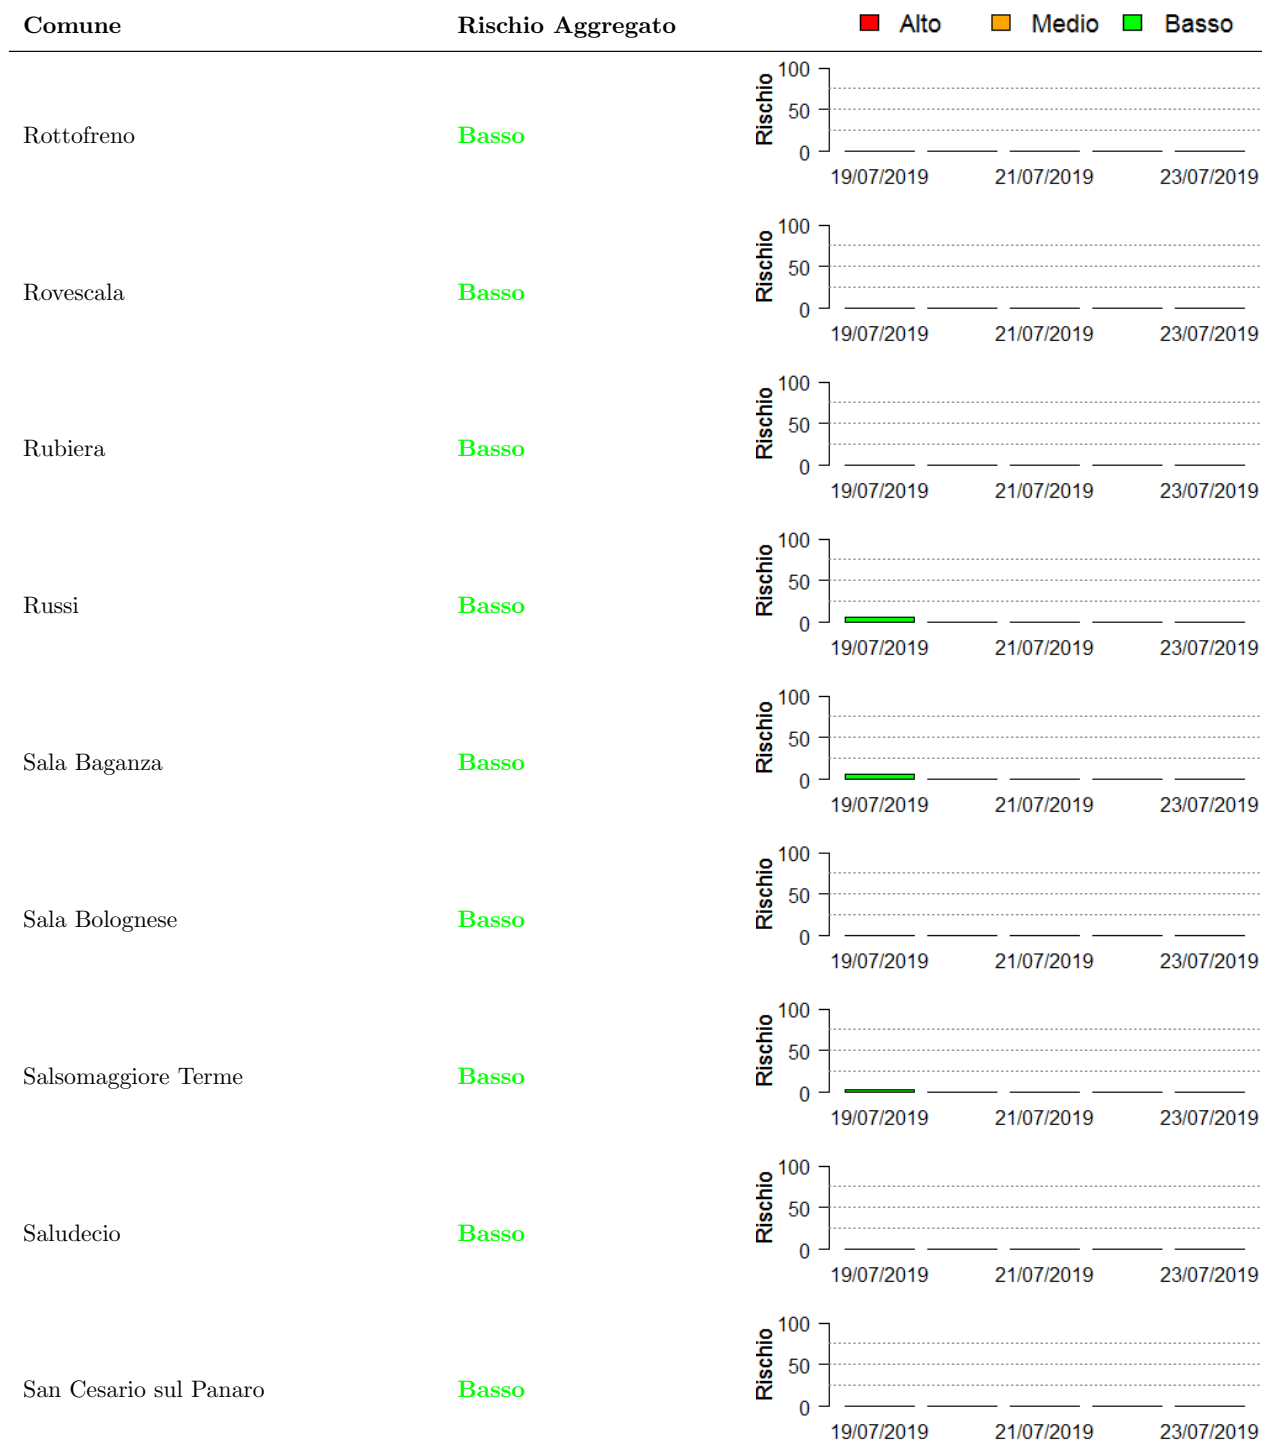 Comune Rischio Aggregato Alto Medio Basso
Rottofreno Basso
Rischio
100
50
0
19/07/2019 21/07/2019 23/07/2019
Rovescala Basso
Rischio
100
50
0
19/07/2019 21/07/2019 23/07/2019
Rubiera Basso
Rischio
100
50
0
19/07/2019 21/07/2019 23/07/2019
Russi Basso
Rischio
100
50
0
19/07/2019 21/07/2019 23/07/2019
Sala Baganza Basso
Rischio
100
50
0
19/07/2019 21/07/2019 23/07/2019
Sala Bolognese Basso
Rischio
100
50
0
19/07/2019 21/07/2019 23/07/2019
Salsomaggiore Terme Basso
Rischio
100
50
0
19/07/2019 21/07/2019 23/07/2019
Saludecio Basso
Rischio
100
50
0
19/07/2019 21/07/2019 23/07/2019
San Cesario sul Panaro Basso
Rischio
100
50
0
19/07/2019 21/07/2019 23/07/2019